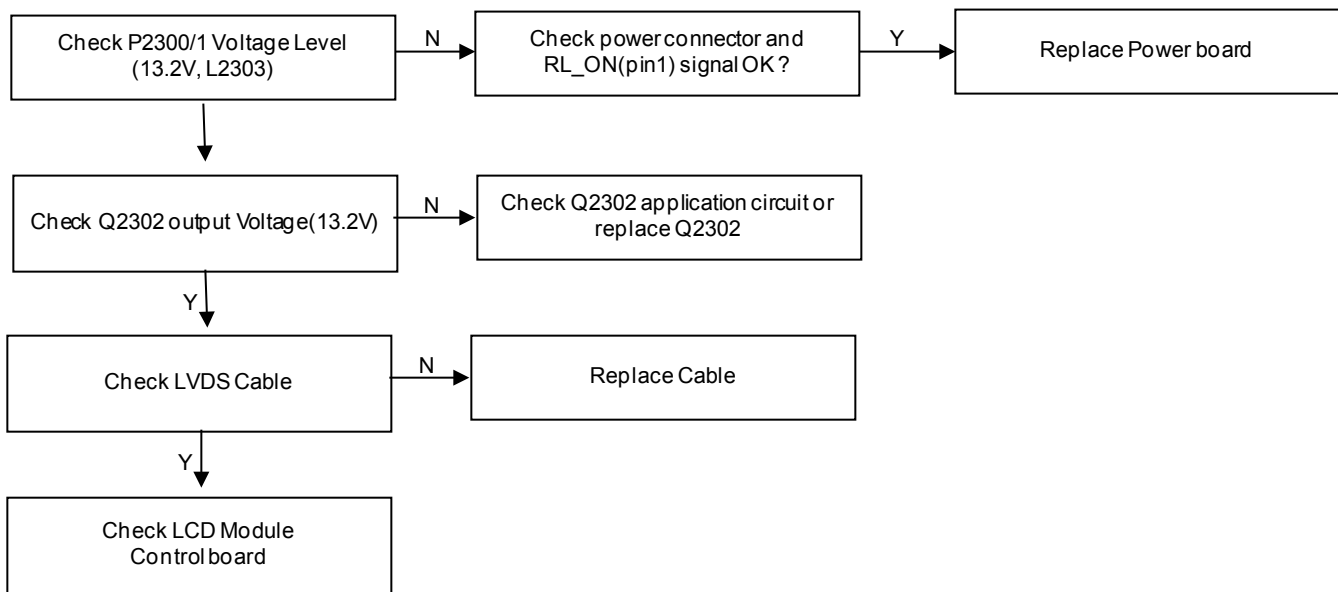 Check P2300/1 Voltage Level
(13.2V, L2303)
N
Check power connector and
RL_ON(pin1) signal OK ?
Y
Replace Power board
Check Q2302 output Voltage(13.2V)
N
Check Q2302 application circuit or
replace Q2302
Y
Check LVDS Cable
N
Replace Cable
Y
Check LCD Module
Control board